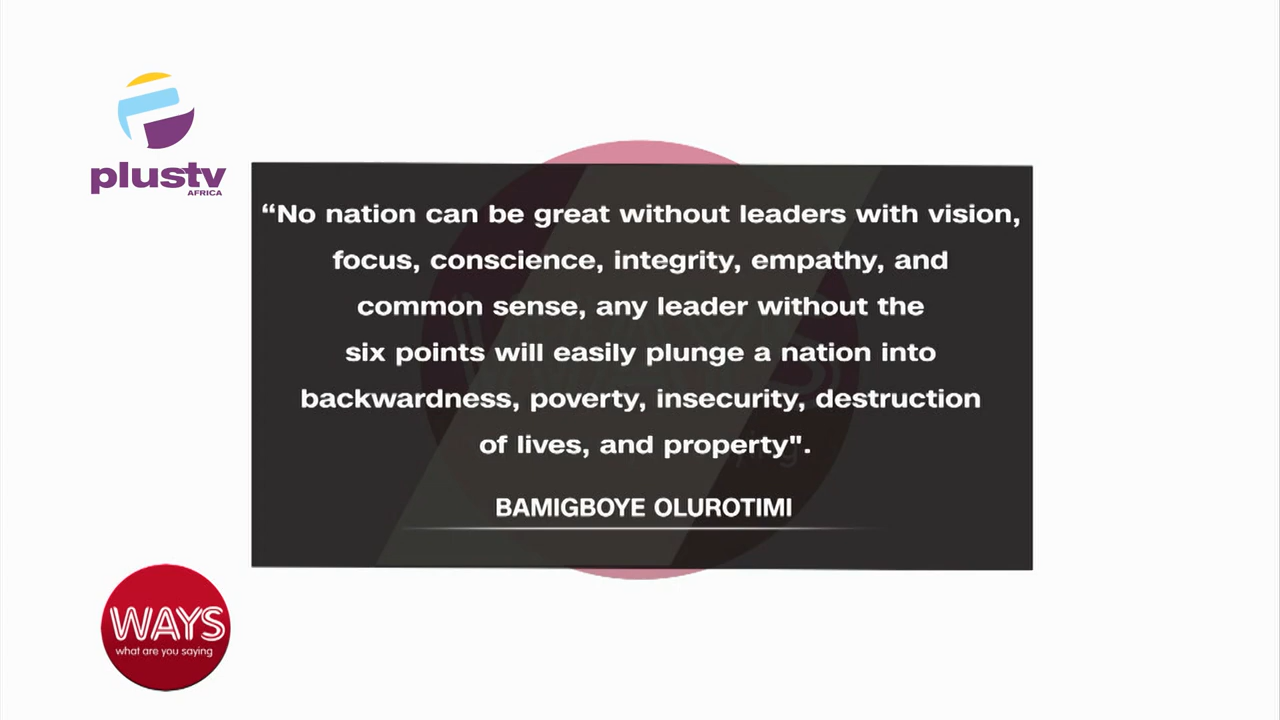 plustv
AFRICA
“No nation can be great without leaders with vision,
focus, conscience, integrity, empathy, and
common sense, any leader without the
six points will easily plunge a nation into
backwardness, poverty, insecurity, destruction
of lives, and property".
BAMIGBOYE OLUROTIMI
WAYS
what are you saying